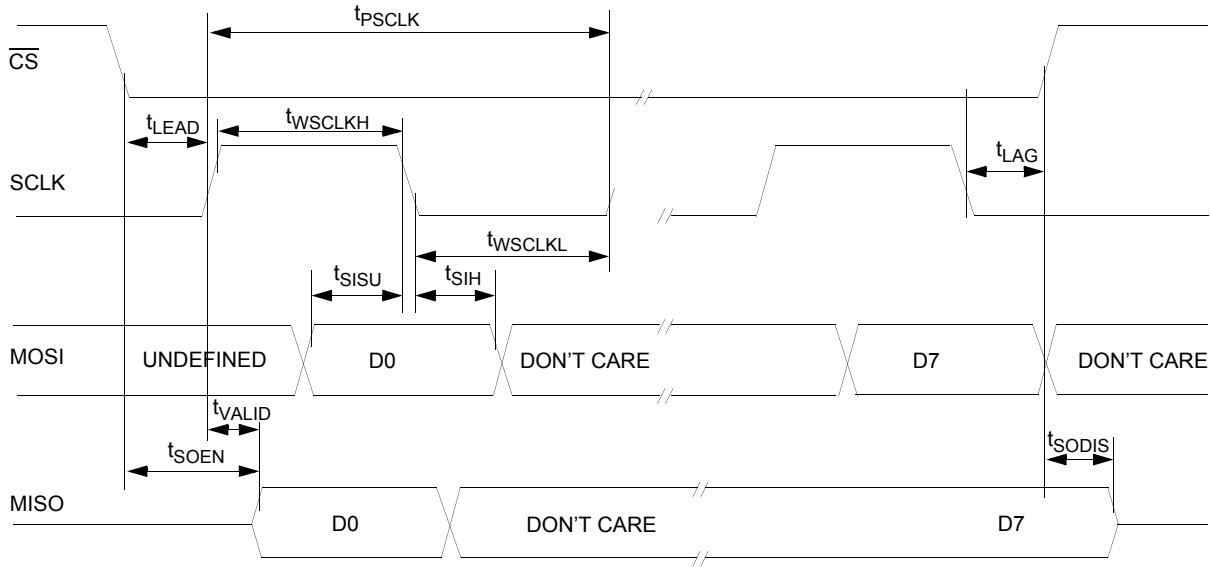 tPSCLK
CS
tLEAD
tWSCLKH
tLAG
SCLK
tWSCLKL
tSISU
tSIH
MOSI
UNDEFINED
D0
DON'T CARE
D7
DON'T CARE
tVALID
tSOEN
tSODIS
MISO
D0
DON'T CARE
D7